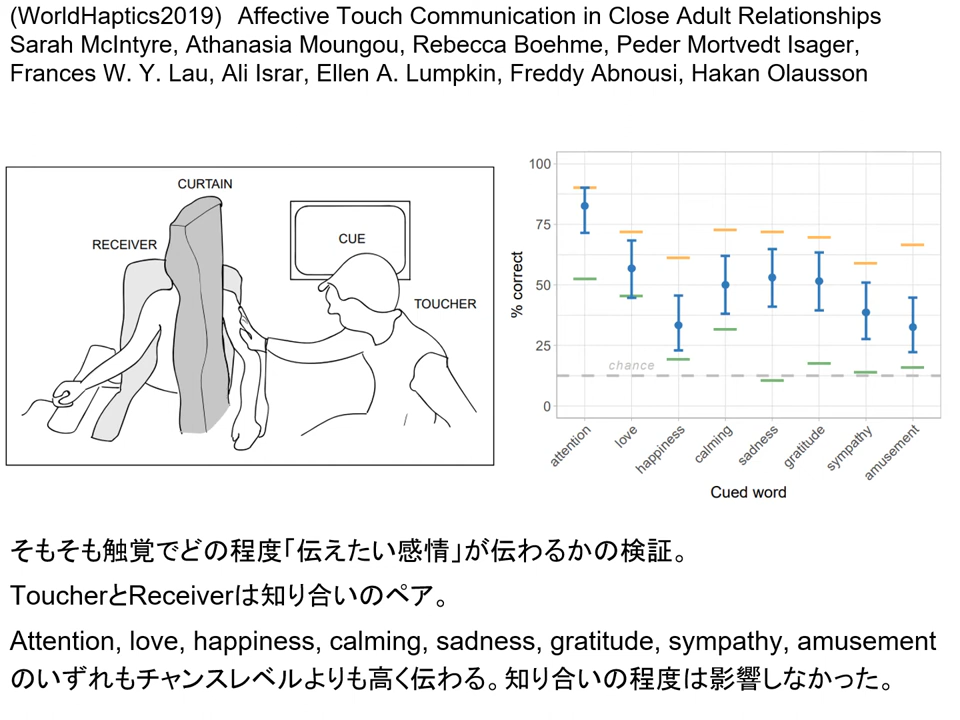 (WorldHaptics2019) Affective Touch Communication in Close Adult Relationships
Sarah McIntyre, Athanasia Moungou, Rebecca Boehme, Peder Mortvedt Isager,
Frances W. Y. Lau, Ali Israr, Ellen A. Lumpkin, Freddy Abnousi, Hakan Olausson
CURTAIN
RECEIVER
CUE
TOUCHER
% correct
100
75
50
25
0
chance
attention
love
happiness
calming
sadness
gratitude
sympathy
amusement
Cued word
そもそも触覚でどの程度「伝えたい感情」が伝わるかの検証。
ToucherとReceiverは知り合いのペア。
Attention, love, happiness, calming, sadness, gratitude, sympathy, amusement
のいずれもチャンスレベルよりも高く伝わる。知り合いの程度は影響しなかった。